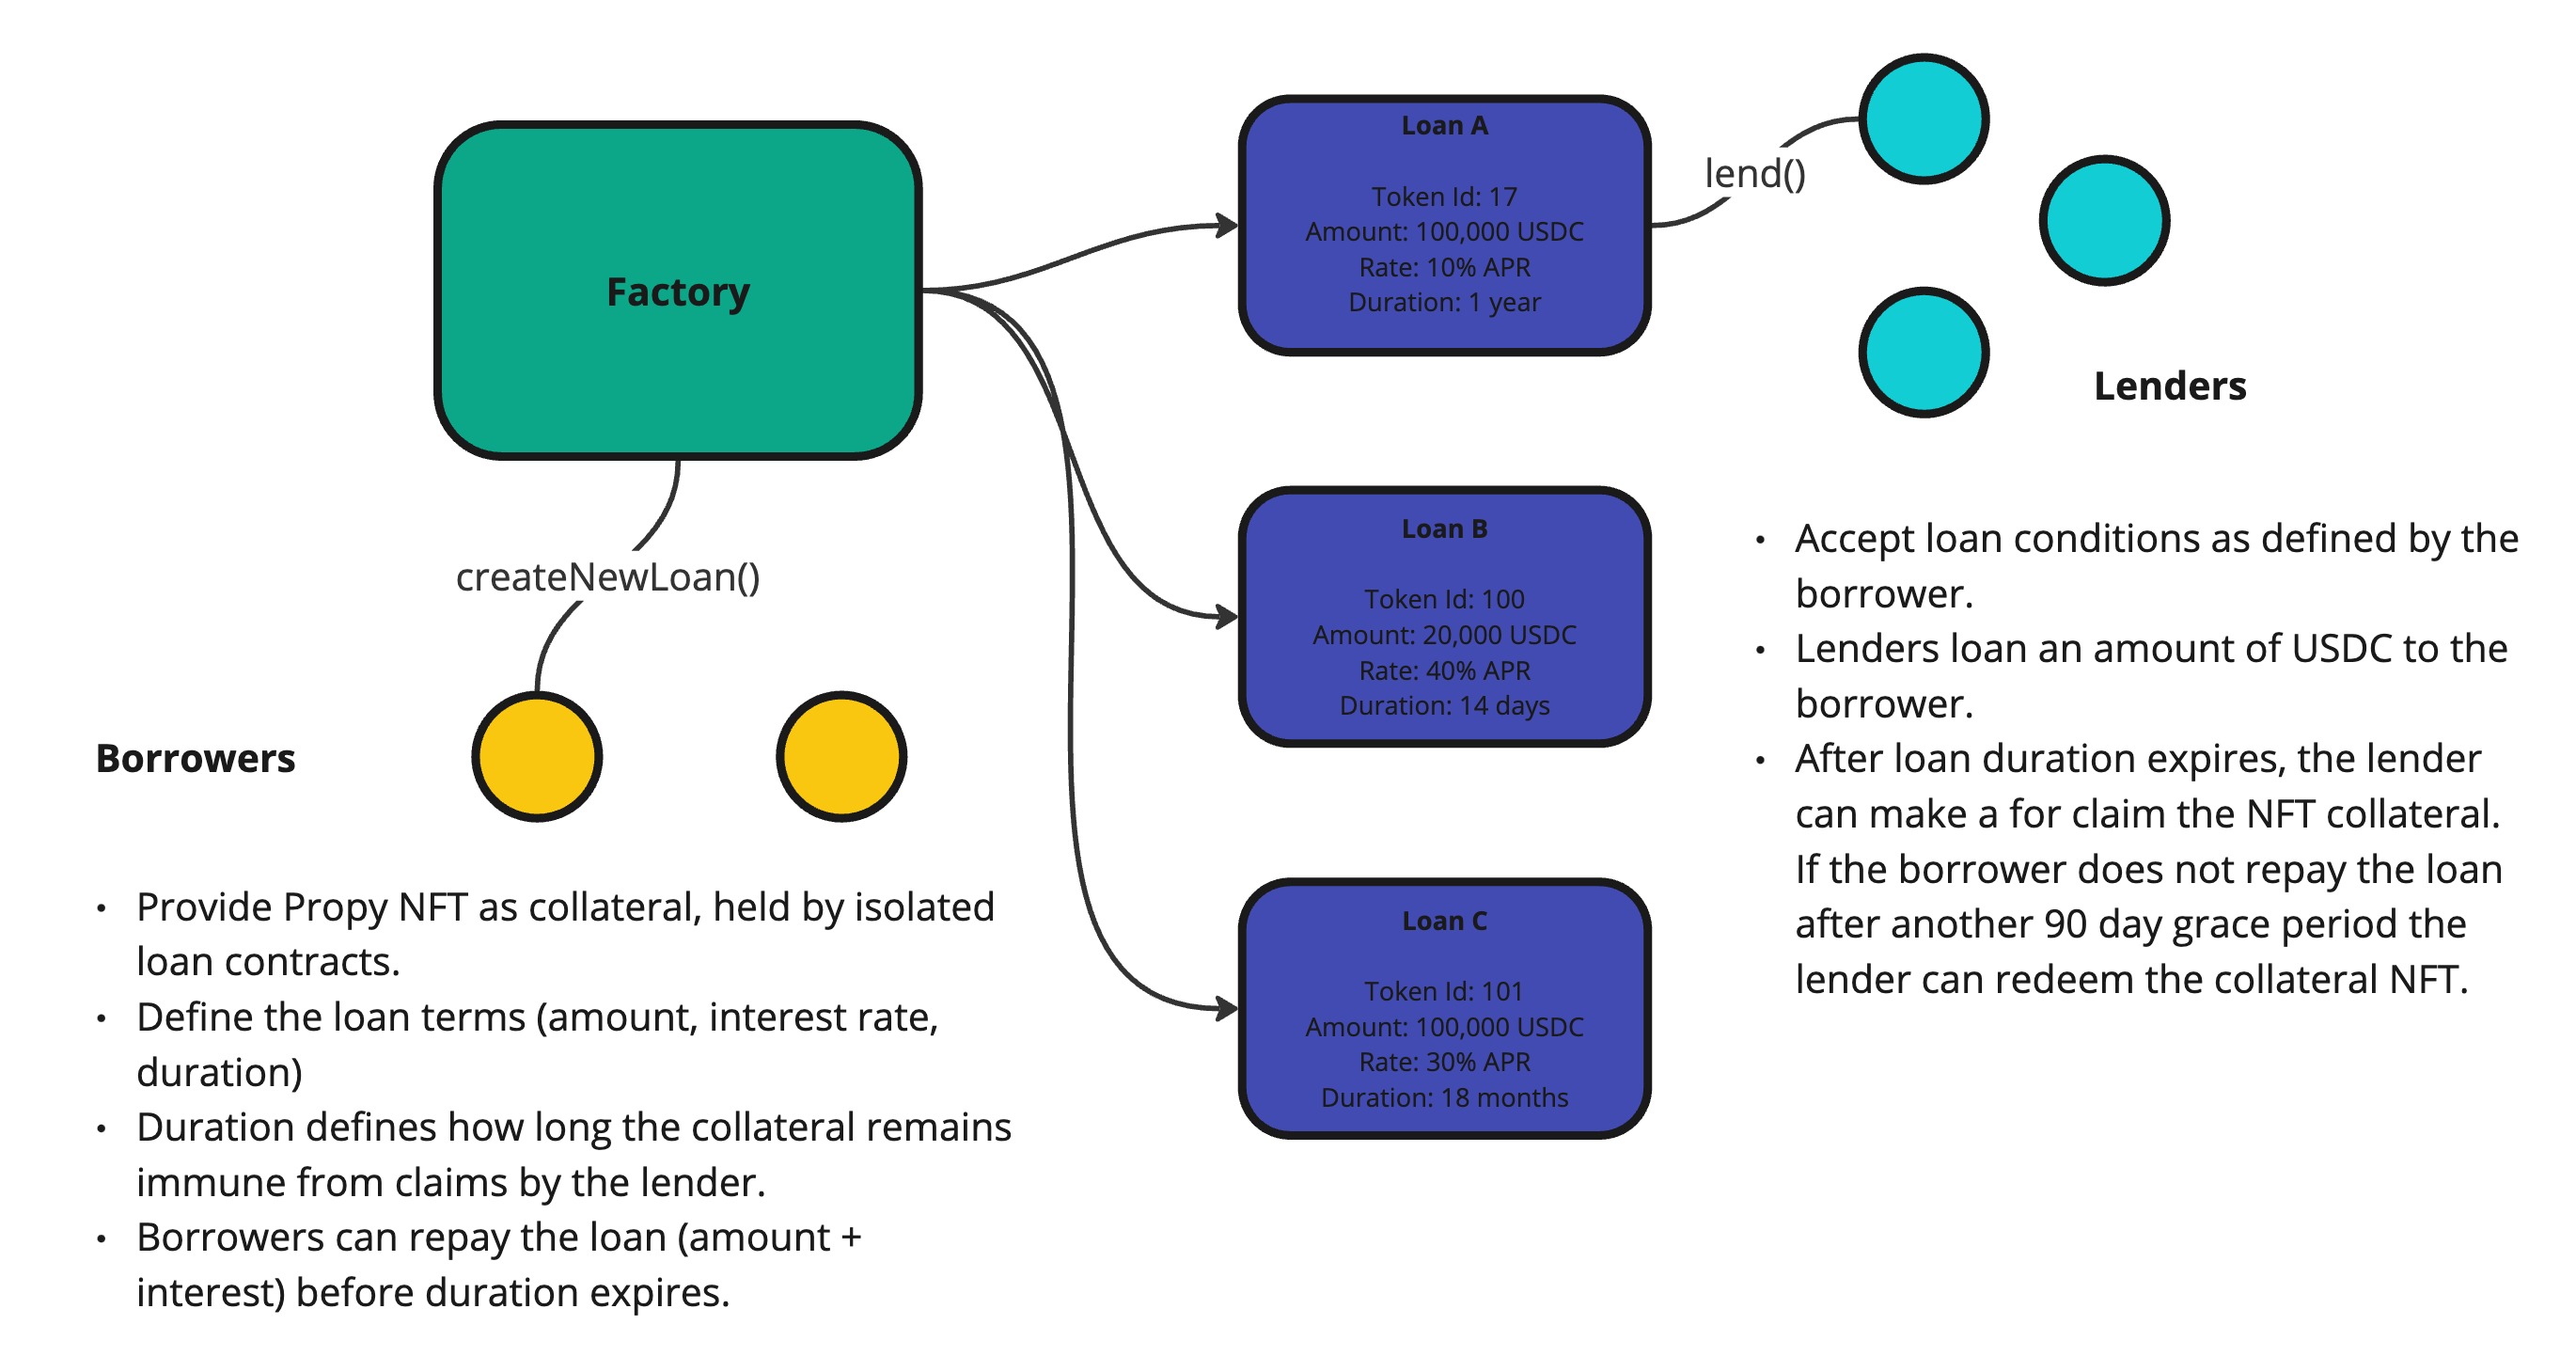 Factory
createNewLoan()
Borrowers
• Provide Propy NFT as collateral, held by isolated
loan contracts.
• Define the loan terms (amount, interest rate,
duration)
• Duration defines how long the collateral remains
immune from claims by the lender.
• Borrowers can repay the loan (amount +
interest) before duration expires.
Loan A
Token Id: 17
Amount: 100,000 USDC
Rate: 10% APR
Duration: 1 year
Loan B
Token Id: 100
Amount: 20,000 USDC
Rate: 40% APR
Duration: 14 days
Loan C
Token Id: 101
Amount: 100,000 USDC
Rate: 30% APR
Duration: 18 months
lend()
Lenders
• Accept loan conditions as defined by the
borrower.
• Lenders loan an amount of USDC to the
borrower.
• After loan duration expires, the lender
can make a for claim the NFT collateral.
If the borrower does not repay the loan
after another 90 day grace period the
lender can redeem the collateral NFT.